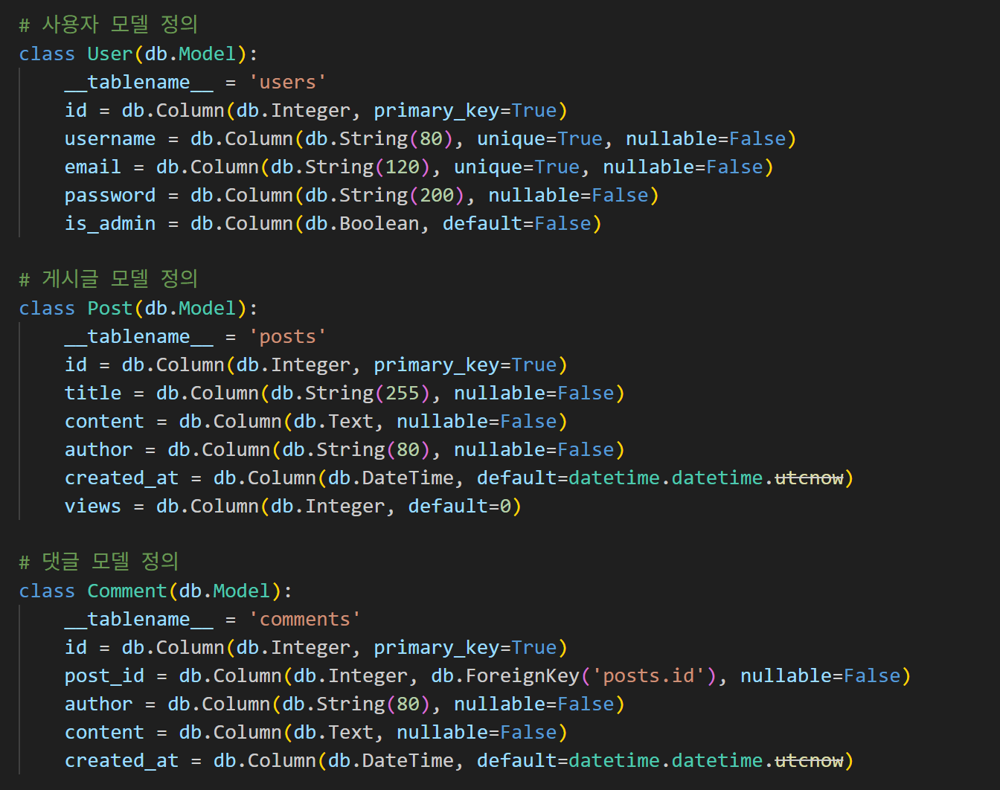 # 사용자 모델 정의
class User(db.Model):
    __tablename__ = 'users'
    id = db.Column(db.Integer, primary_key=True)
    username = db.Column(db.String(80), unique=True, nullable=False)
    email = db.Column(db.String(120), unique=True, nullable=False)
    password = db.Column(db.String(200), nullable=False)
    is_admin = db.Column(db.Boolean, default=False)

# 게시글 모델 정의
class Post(db.Model):
    __tablename__ = 'posts'
    id = db.Column(db.Integer, primary_key=True)
    title = db.Column(db.String(255), nullable=False)
    content = db.Column(db.Text, nullable=False)
    author = db.Column(db.String(80), nullable=False)
    created_at = db.Column(db.DateTime, default=datetime.datetime.utcnow)
    views = db.Column(db.Integer, default=0)

# 댓글 모델 정의
class Comment(db.Model):
    __tablename__ = 'comments'
    id = db.Column(db.Integer, primary_key=True)
    post_id = db.Column(db.Integer, db.ForeignKey('posts.id'), nullable=False)
    author = db.Column(db.String(80), nullable=False)
    content = db.Column(db.Text, nullable=False)
    created_at = db.Column(db.DateTime, default=datetime.datetime.utcnow)